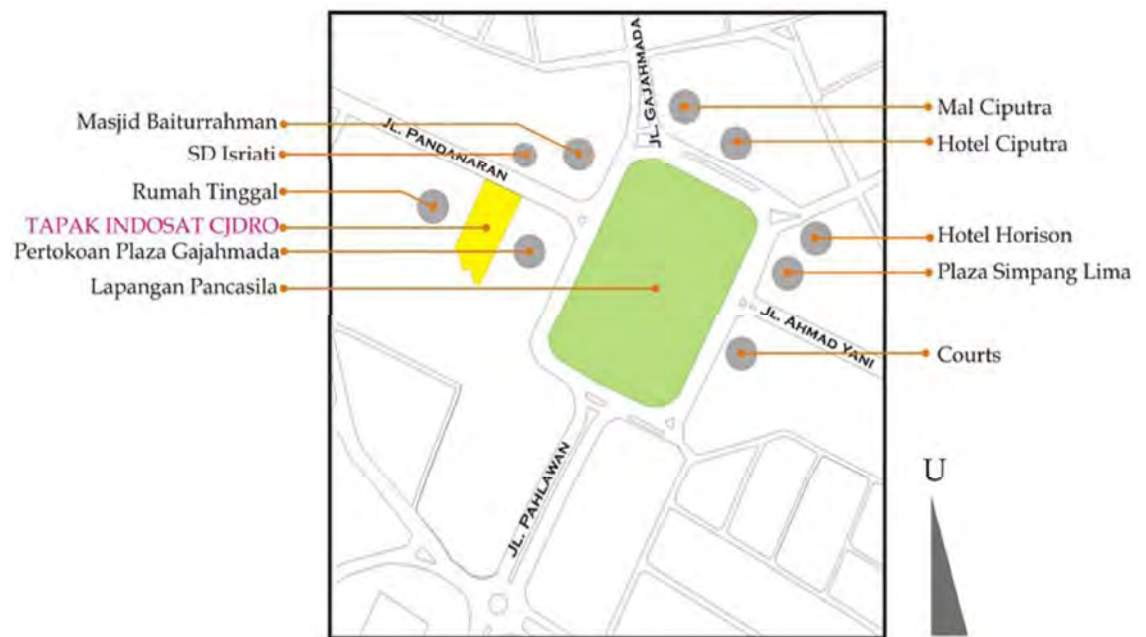 Masjid Baiturrahman
SD Isriati
Rumah Tinggal
TAPAK INDOSAT CJDRO
Pertokoan Plaza Gajahmada
Lapangan Pancasila
JL. PANDANARAN
JL. GAJAHMADA
JL. AHMAD YANI
JL. PAHLAWAN
Mal Ciputra
Hotel Ciputra
Hotel Horison
Plaza Simpang Lima
Courts
U